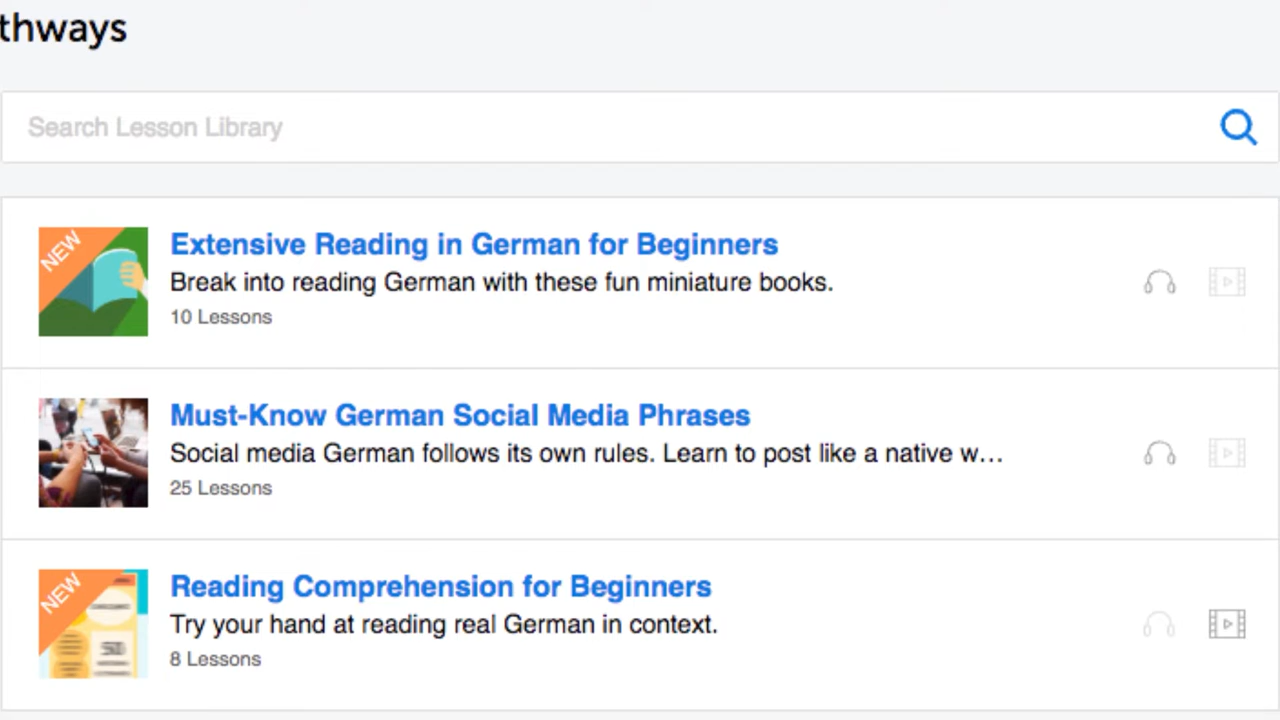 thways
Search Lesson Library
NEW
Extensive Reading in German for Beginners
Break into reading German with these fun miniature books.
10 Lessons
Must-Know German Social Media Phrases
Social media German follows its own rules. Learn to post like a native w...
25 Lessons
NEW
Reading Comprehension for Beginners
Try your hand at reading real German in context.
8 Lessons